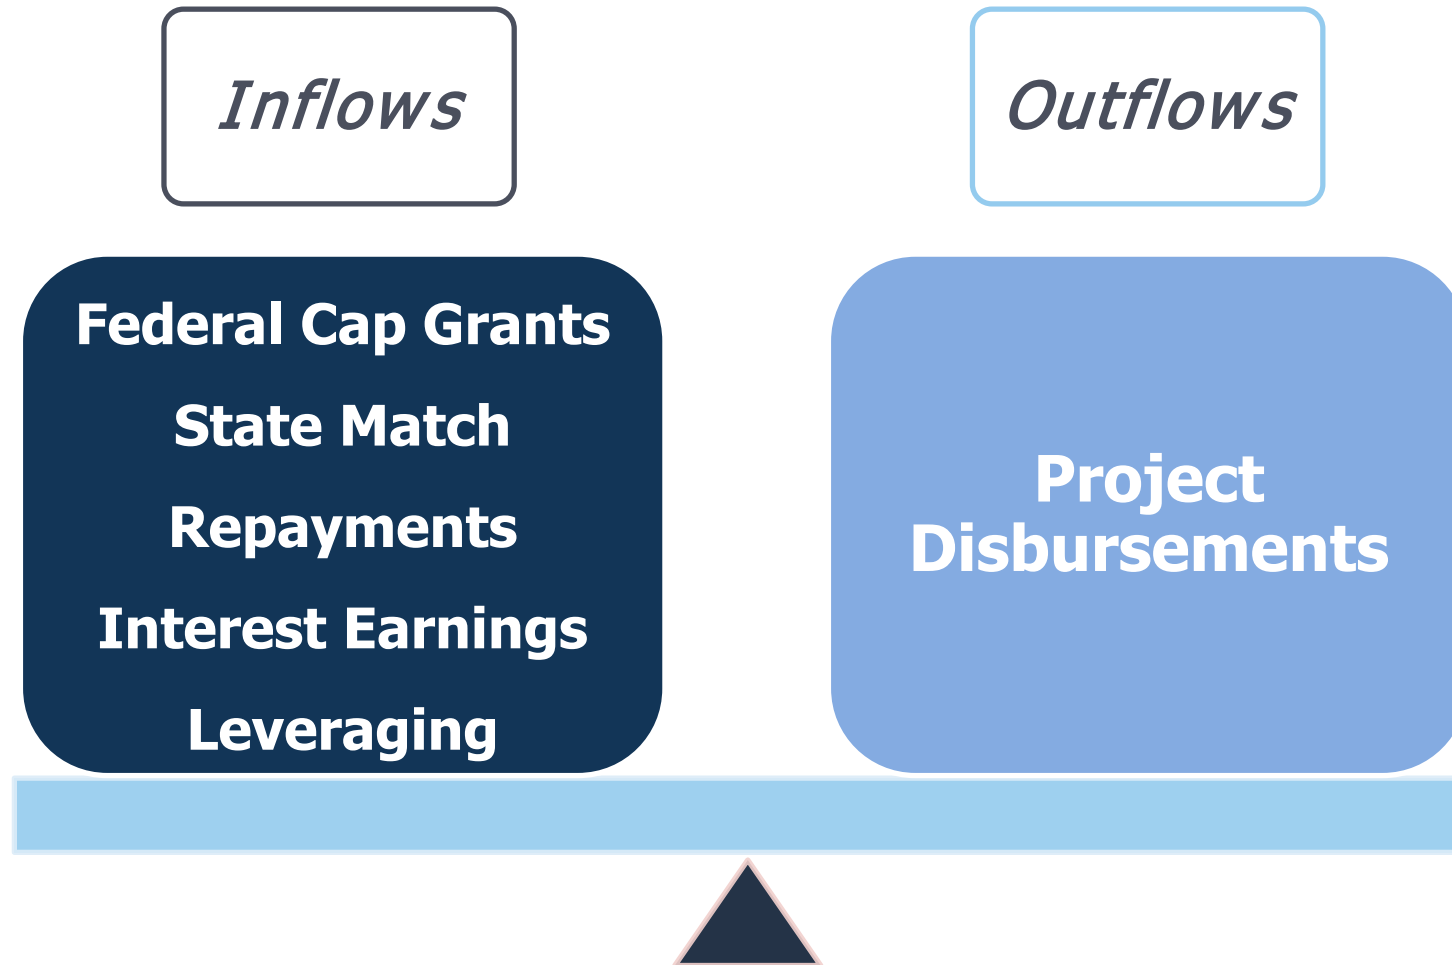 Inflows
Outflows
Federal Cap Grants
State Match
Repayments
Interest Earnings
Leveraging
Project
Disbursements